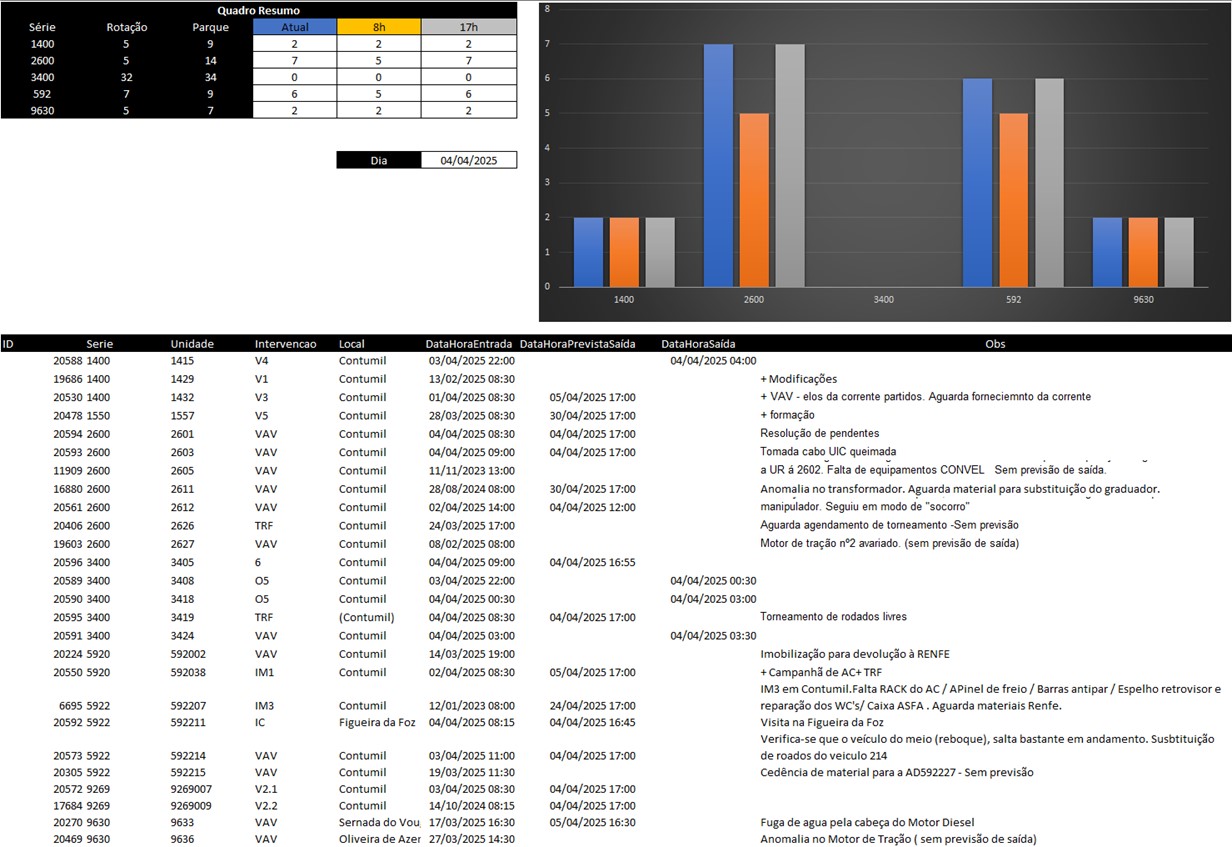 Quadro Resumo
Série Rotação Parque Atual 8h 17h
1400 5 9 2 2 2
2600 5 14 7 5 7
3400 32 34 0 0 0
592 7 9 6 5 6
9630 5 7 2 2 2
Dia 04/04/2025
8
7
6
5
4
3
2
1
0
1400 2600 3400 592 9630
ID Serie Unidade Intervencao Local DataHoraEntrada DataHoraPrevistaSaída DataHoraSaída Obs
20588 1400 1415 V4 Contumil 03/04/2025 22:00 04/04/2025 04:00
19686 1400 1429 V1 Contumil 13/02/2025 08:30 + Modificações
20530 1400 1432 V3 Contumil 01/04/2025 08:30 05/04/2025 17:00 + VAV - elos da corrente partidos. Aguarda forneciemnto da corrente
20478 1550 1557 V5 Contumil 28/03/2025 08:30 30/04/2025 17:00 + formação
20594 2600 2601 VAV Contumil 04/04/2025 08:30 04/04/2025 17:00 Resolução de pendentes
20593 2600 2603 VAV Contumil 04/04/2025 09:00 04/04/2025 17:00 Tomada cabo UIC queimada
11909 2600 2605 VAV Contumil 11/11/2023 13:00 a UR á 2602. Falta de equipamentos CONVEL Sem previsão de saída.
16880 2600 2611 VAV Contumil 28/08/2024 08:00 30/04/2025 17:00 Anomalia no transformador. Aguarda material para substituição do graduador.
20561 2600 2612 VAV Contumil 02/04/2025 14:00 04/04/2025 12:00 manipulador. Seguiu em modo de "socorro"
20406 2600 2626 TRF Contumil 24/03/2025 17:00 Aguarda agendamento de torneamento -Sem previsão
19603 2600 2627 VAV Contumil 08/02/2025 08:00 Motor de tração nº2 avariado. (sem previsão de saída)
20596 3400 3405 6 Contumil 04/04/2025 09:00 04/04/2025 16:55
20589 3400 3408 O5 Contumil 03/04/2025 22:00 04/04/2025 00:30
20590 3400 3418 O5 Contumil 04/04/2025 00:30 04/04/2025 03:00
20595 3400 3419 TRF (Contumil) 04/04/2025 08:30 04/04/2025 17:00 Torneamento de rodados livres
20591 3400 3424 VAV Contumil 04/04/2025 03:00 04/04/2025 03:30
20224 5920 592002 VAV Contumil 14/03/2025 19:00 Imobilização para devolução à RENFE
20550 5920 592038 IM1 Contumil 02/04/2025 08:30 05/04/2025 17:00 + Campanhã de AC+ TRF
IM3 em Contumil.Falta RACK do AC / APinel de freio / Barras antipar / Espelho retrovisor e
6695 5922 592207 IM3 Contumil 12/01/2023 08:00 24/04/2025 17:00 reparação dos WC's/ Caixa ASFA . Aguarda materiais Renfe.
20592 5922 592211 IC Figueira da Foz 04/04/2025 08:15 04/04/2025 16:45 Visita na Figueira da Foz
Verifica-se que o veículo do meio (reboque), salta bastante em andamento. Susbtituição
20573 5922 592214 VAV Contumil 03/04/2025 11:00 04/04/2025 17:00 de roados do veiculo 214
20305 5922 592215 VAV Contumil 19/03/2025 11:30 Cedência de material para a AD592227 - Sem previsão
20572 9269 9269007 V2.1 Contumil 03/04/2025 08:30 04/04/2025 17:00
17684 9269 9269009 V2.2 Contumil 14/10/2024 08:15 04/04/2025 17:00
20270 9630 9633 VAV Sernada do Vou 17/03/2025 16:30 05/04/2025 16:30 Fuga de agua pela cabeça do Motor Diesel
20469 9630 9636 VAV Oliveira de Azer 27/03/2025 14:30 Anomalia no Motor de Tração ( sem previsão de saída)